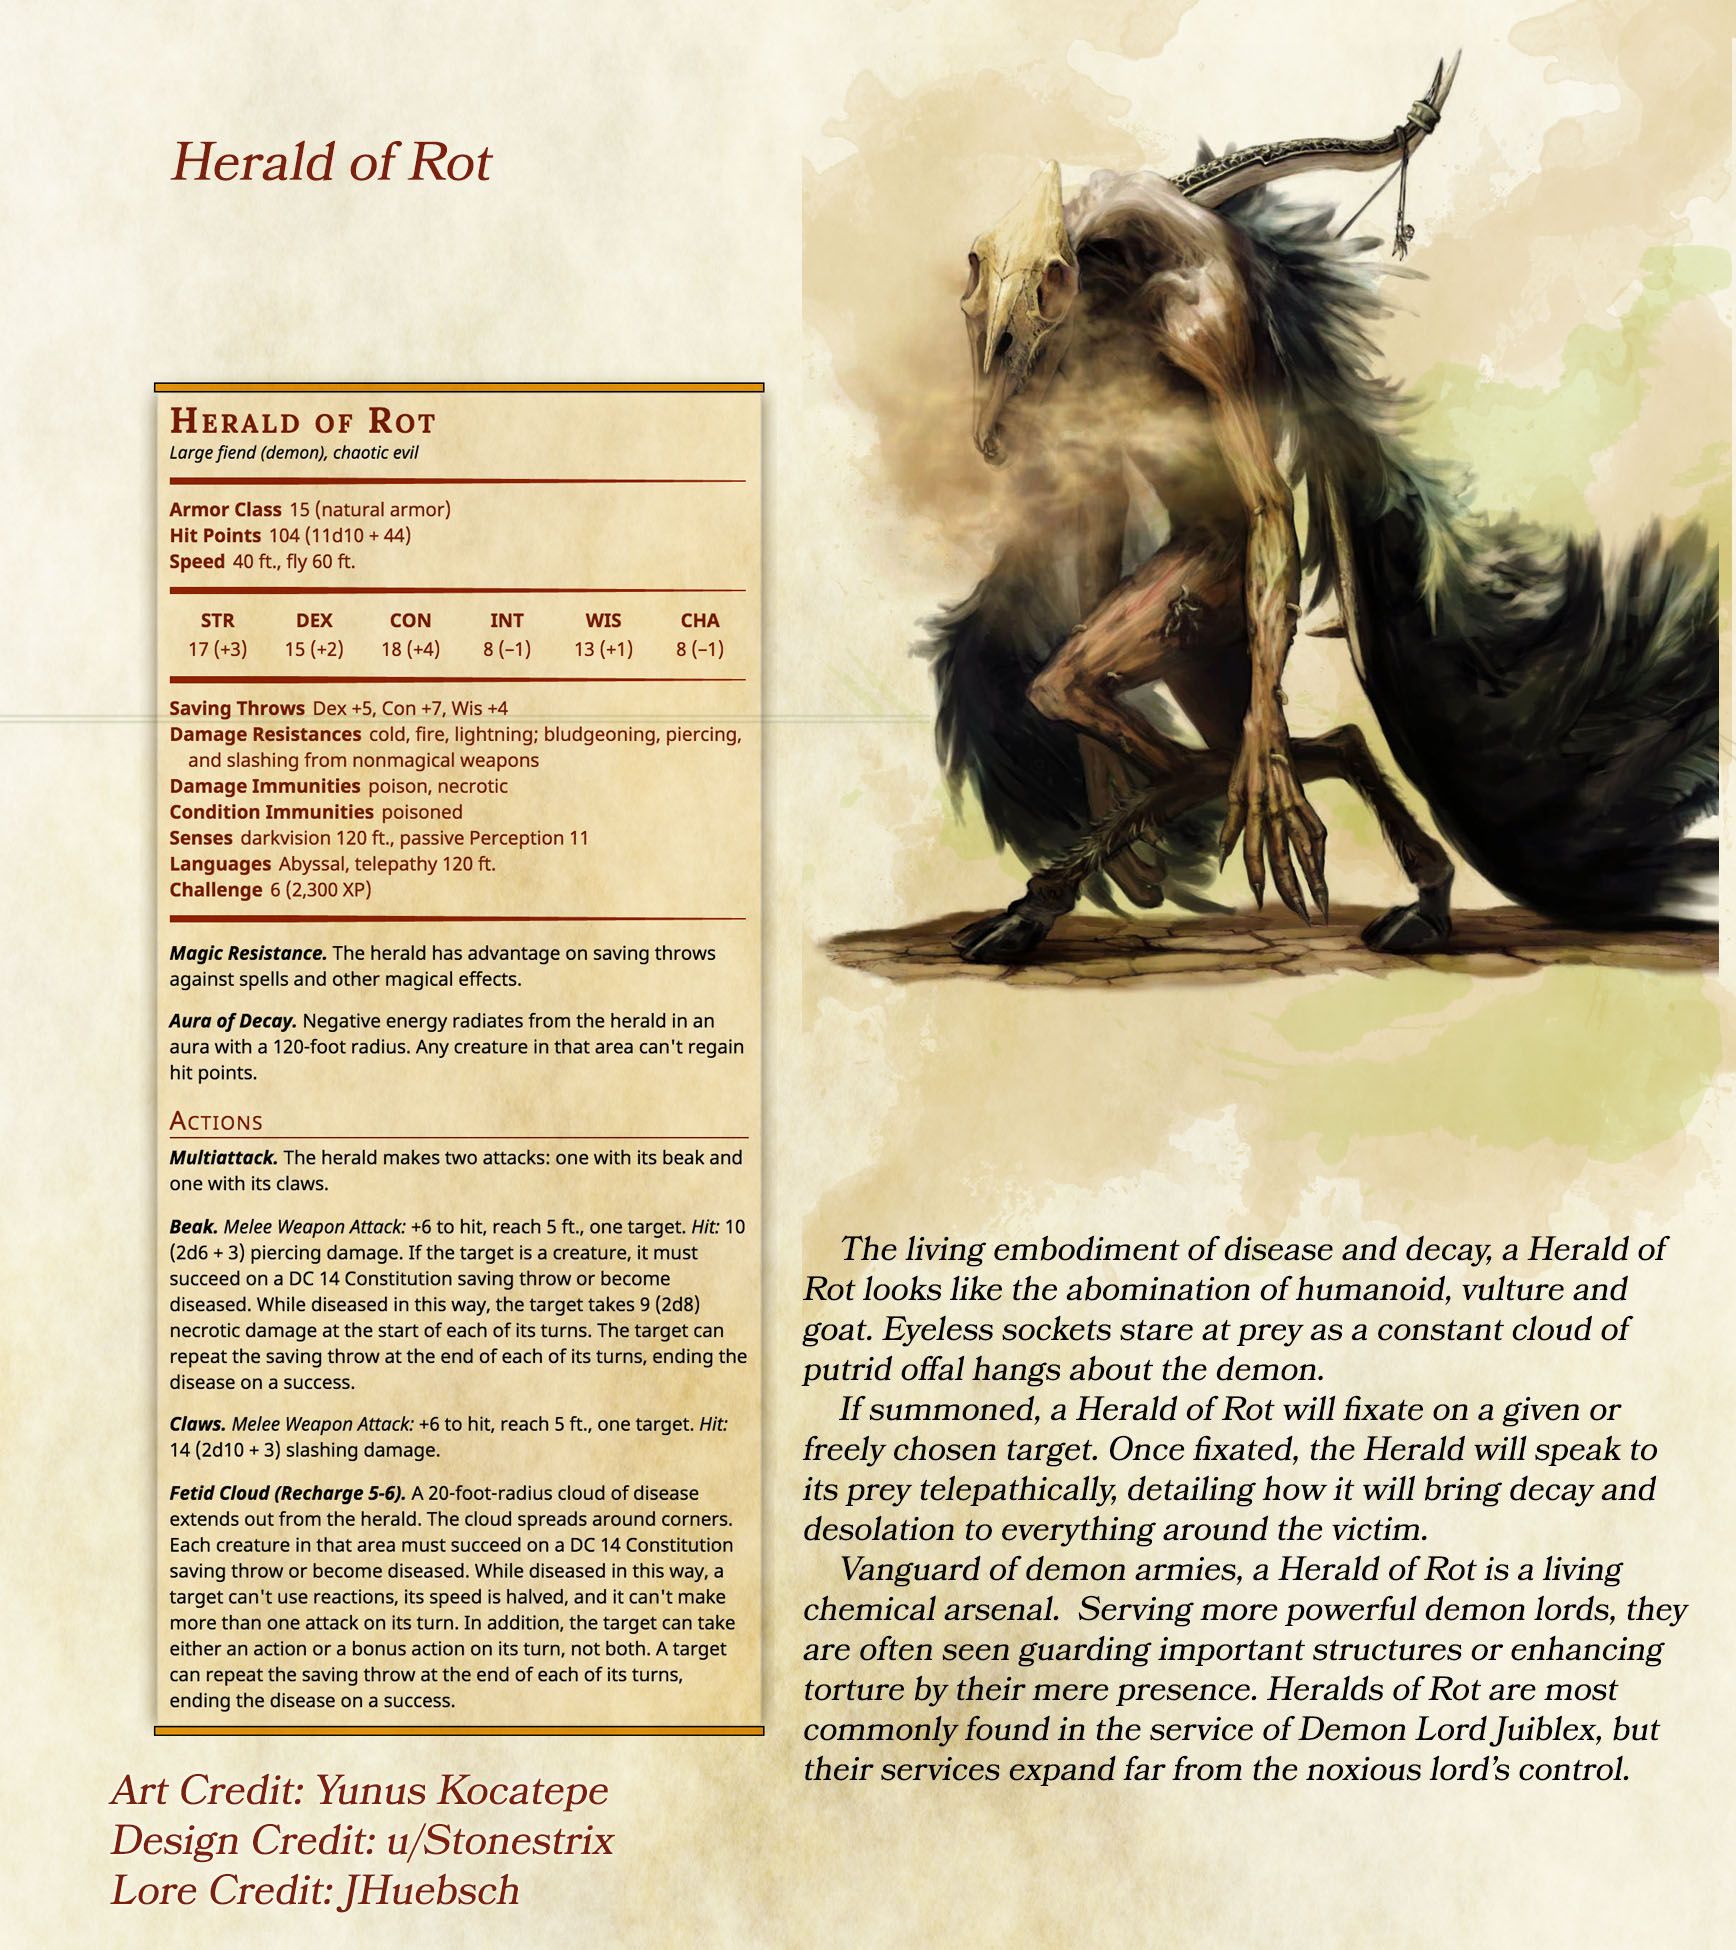 Herald of Rot
HERALD OF ROT
Large fiend (demon), chaotic evil
Armor Class 15 (natural armor)
Hit Points 104 (11d10 + 44)
Speed 40 ft., fly 60 ft.
STR DEX CON INT WIS CHA
17 (+3) 15 (+2) 18 (+4) 8 (–1) 13 (+1) 8 (–1)
Saving Throws Dex +5, Con +7, Wis +4
Damage Resistances cold, fire, lightning; bludgeoning, piercing,
and slashing from nonmagical weapons
Damage Immunities poison, necrotic
Condition Immunities poisoned
Senses darkvision 120 ft., passive Perception 11
Languages Abyssal, telepathy 120 ft.
Challenge 6 (2,300 XP)
Magic Resistance. The herald has advantage on saving throws
against spells and other magical effects.
Aura of Decay. Negative energy radiates from the herald in an
aura with a 120-foot radius. Any creature in that area can't regain
hit points.
ACTIONS
Multiattack. The herald makes two attacks: one with its beak and
one with its claws.
Beak. Melee Weapon Attack: +6 to hit, reach 5 ft., one target. Hit: 10
(2d6 + 3) piercing damage. If the target is a creature, it must
succeed on a DC 14 Constitution saving throw or become
diseased. While diseased in this way, the target takes 9 (2d8)
necrotic damage at the start of each of its turns. The target can
repeat the saving throw at the end of each of its turns, ending the
disease on a success.
Claws. Melee Weapon Attack: +6 to hit, reach 5 ft., one target. Hit:
14 (2d10 + 3) slashing damage.
Fetid Cloud (Recharge 5-6). A 20-foot-radius cloud of disease
extends out from the herald. The cloud spreads around corners.
Each creature in that area must succeed on a DC 14 Constitution
saving throw or become diseased. While diseased in this way, a
target can't use reactions, its speed is halved, and it can't make
more than one attack on its turn. In addition, the target can take
either an action or a bonus action on its turn, not both. A target
can repeat the saving throw at the end of each of its turns,
ending the disease on a success.
Art Credit: Yunus Kocatepe
Design Credit: u/Stonestrix
Lore Credit: JHuebsch
The living embodiment of disease and decay, a Herald of
Rot looks like the abomination of humanoid, vulture and
goat. Eyeless sockets stare at prey as a constant cloud of
putrid offal hangs about the demon.
If summoned, a Herald of Rot will fixate on a given or
freely chosen target. Once fixated, the Herald will speak to
its prey telepathically, detailing how it will bring decay and
desolation to everything around the victim.
Vanguard of demon armies, a Herald of Rot is a living
chemical arsenal.  Serving more powerful demon lords, they
are often seen guarding important structures or enhancing
torture by their mere presence. Heralds of Rot are most
commonly found in the service of Demon Lord Juiblex, but
their services expand far from the noxious lord's control.